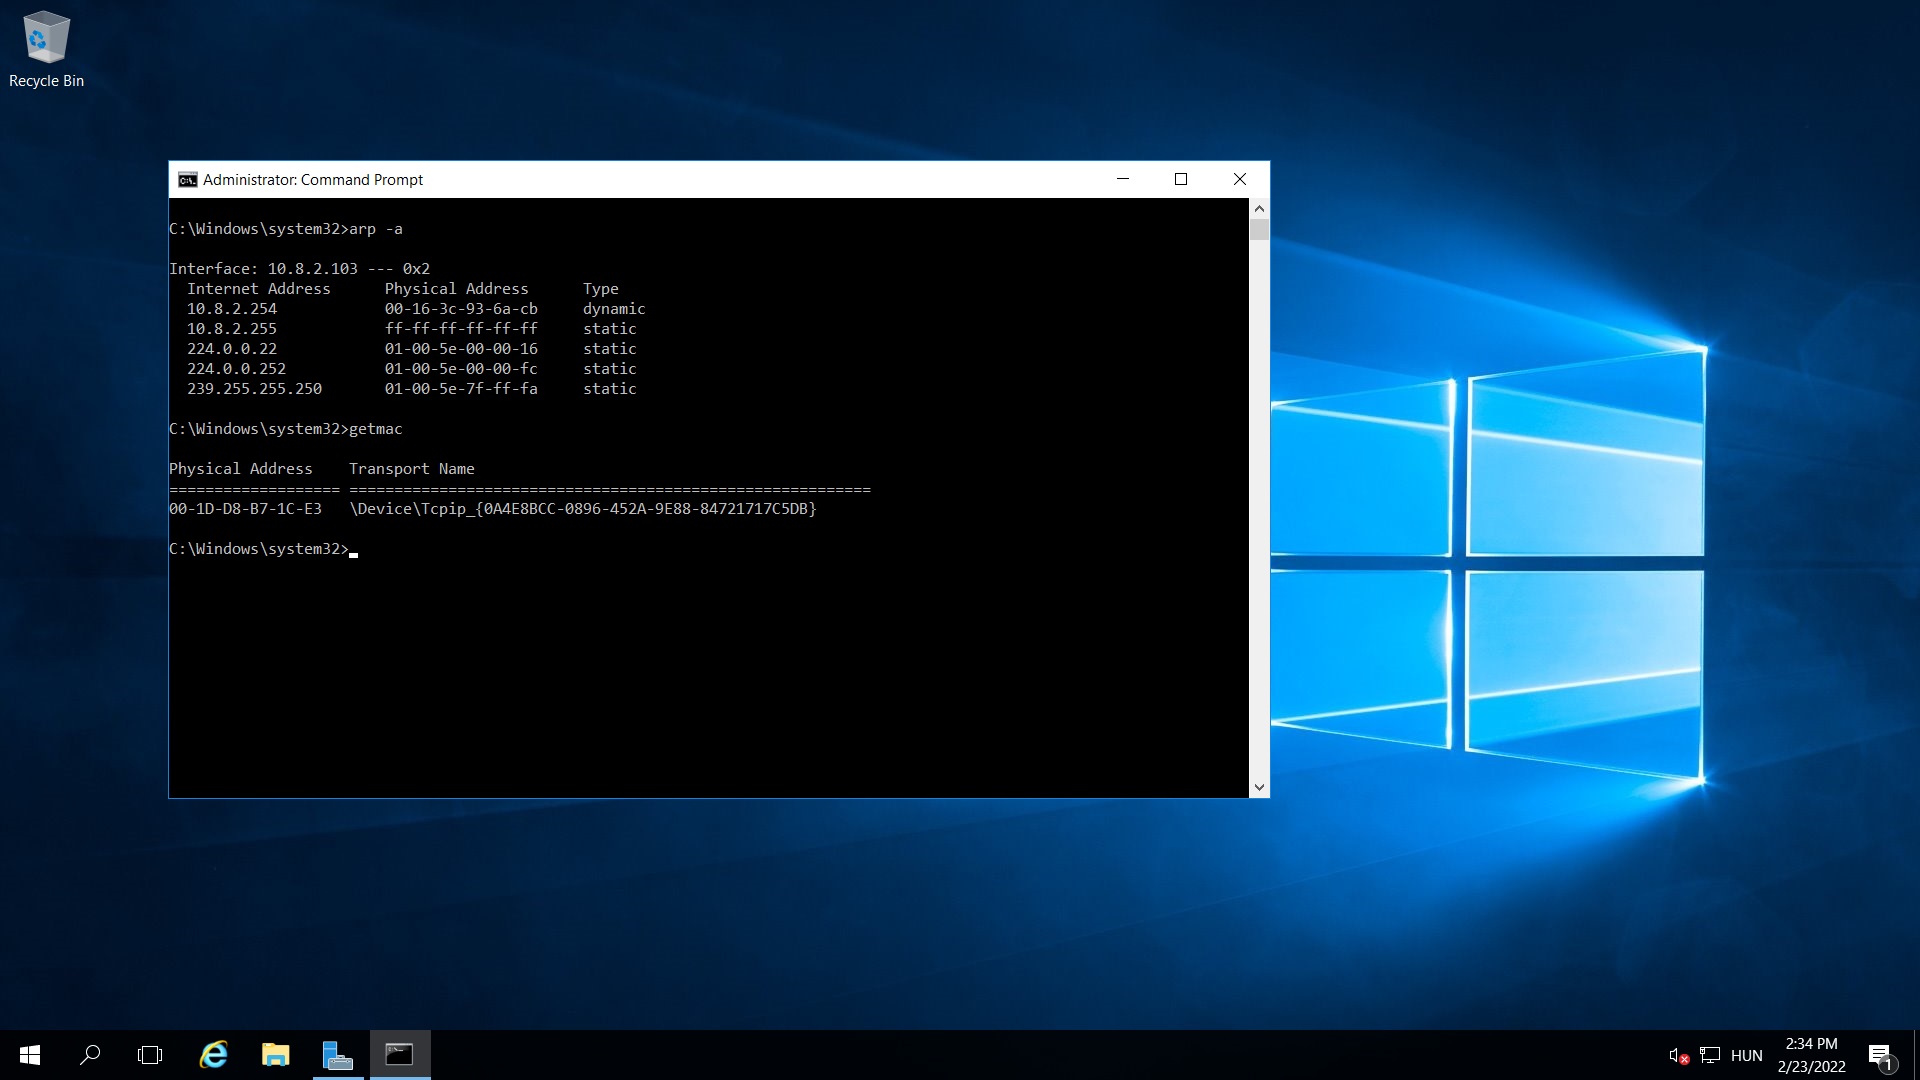 Recycle Bin
Administrator: Command Prompt
C:\Windows\system32>arp -a
Interface: 10.8.2.103 --- 0x2
  Internet Address      Physical Address      Type
  10.8.2.254            00-16-3c-93-6a-cb     dynamic
  10.8.2.255            ff-ff-ff-ff-ff-ff     static
  224.0.0.22            01-00-5e-00-00-16     static
  224.0.0.252           01-00-5e-00-00-fc     static
  239.255.255.250       01-00-5e-7f-ff-fa     static
C:\Windows\system32>getmac
Physical Address    Transport Name
=================== ==========================================================
00-1D-D8-B7-1C-E3   \Device\Tcpip_{0A4E8BCC-0896-452A-9E88-84721717C5DB}
C:\Windows\system32>
HUN
2:34 PM
2/23/2022
1